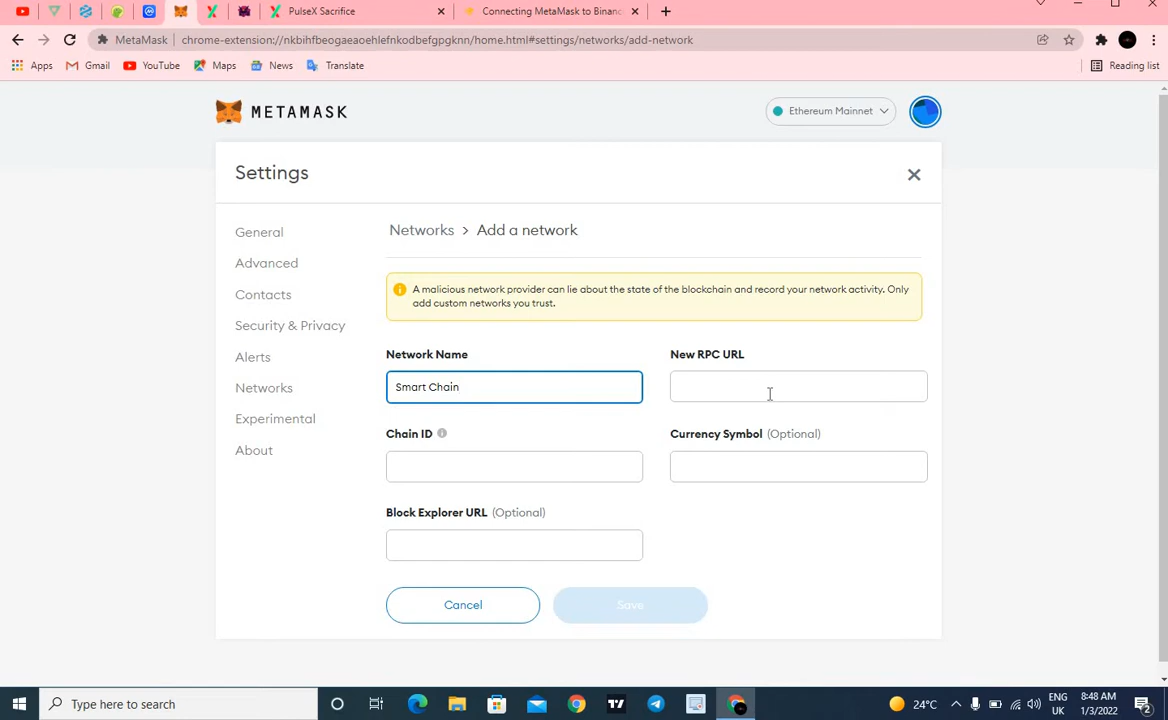 PulseX Sacrifice
Connecting MetaMask to Binanc
MetaMask
chrome-extension://nkbihfbeogaeaoehlefnkodbefgpgknn/home.html#settings/networks/add-network
Apps
Gmail
YouTube
Maps
News
Translate
Reading list
METAMASK
Ethereum Mainnet
Settings
General
Advanced
Contacts
Security & Privacy
Alerts
Networks
Experimental
About
Networks > Add a network
A malicious network provider can lie about the state of the blockchain and record your network activity. Only
add custom networks you trust.
Network Name
New RPC URL
Smart Chain
Chain ID
Currency Symbol (Optional)
Block Explorer URL (Optional)
Cancel
Save
Type here to search
24°C
ENG
UK
8:48 AM
1/3/2022
2